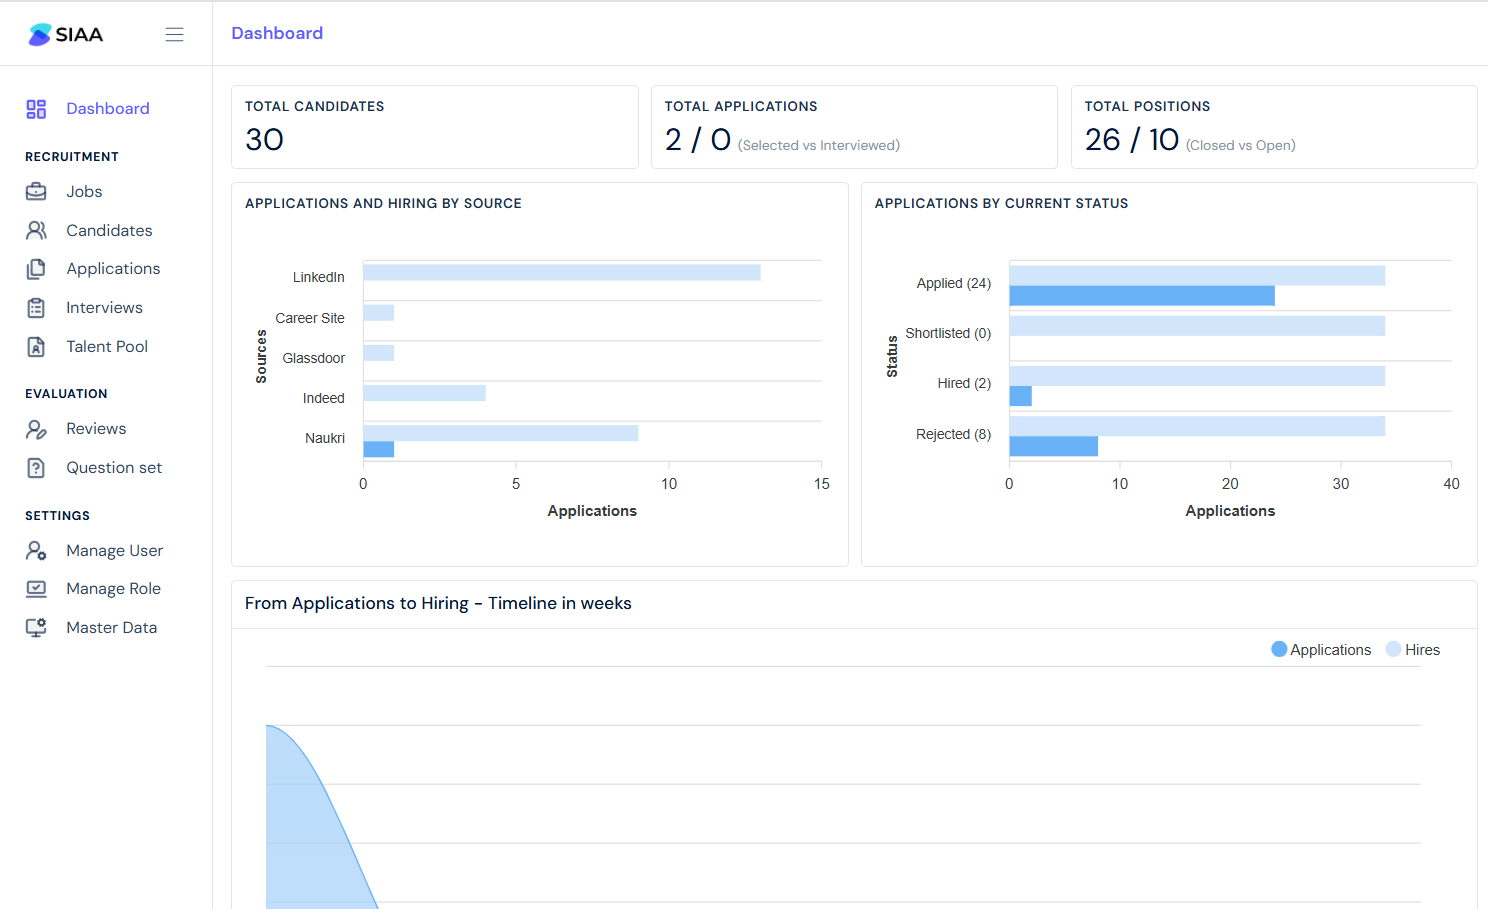 SIAA
Dashboard
Dashboard
RECRUITMENT
Jobs
Candidates
Applications
Interviews
Talent Pool
EVALUATION
Reviews
Question set
SETTINGS
Manage User
Manage Role
Master Data
TOTAL CANDIDATES
30
TOTAL APPLICATIONS
2 / 0 (Selected vs Interviewed)
TOTAL POSITIONS
26 / 10 (Closed vs Open)
APPLICATIONS AND HIRING BY SOURCE
Sources
LinkedIn
Career Site
Glassdoor
Indeed
Naukri
0 5 10 15
Applications
APPLICATIONS BY CURRENT STATUS
Status
Applied (24)
Shortlisted (0)
Hired (2)
Rejected (8)
0 10 20 30 40
Applications
From Applications to Hiring - Timeline in weeks
Applications Hires